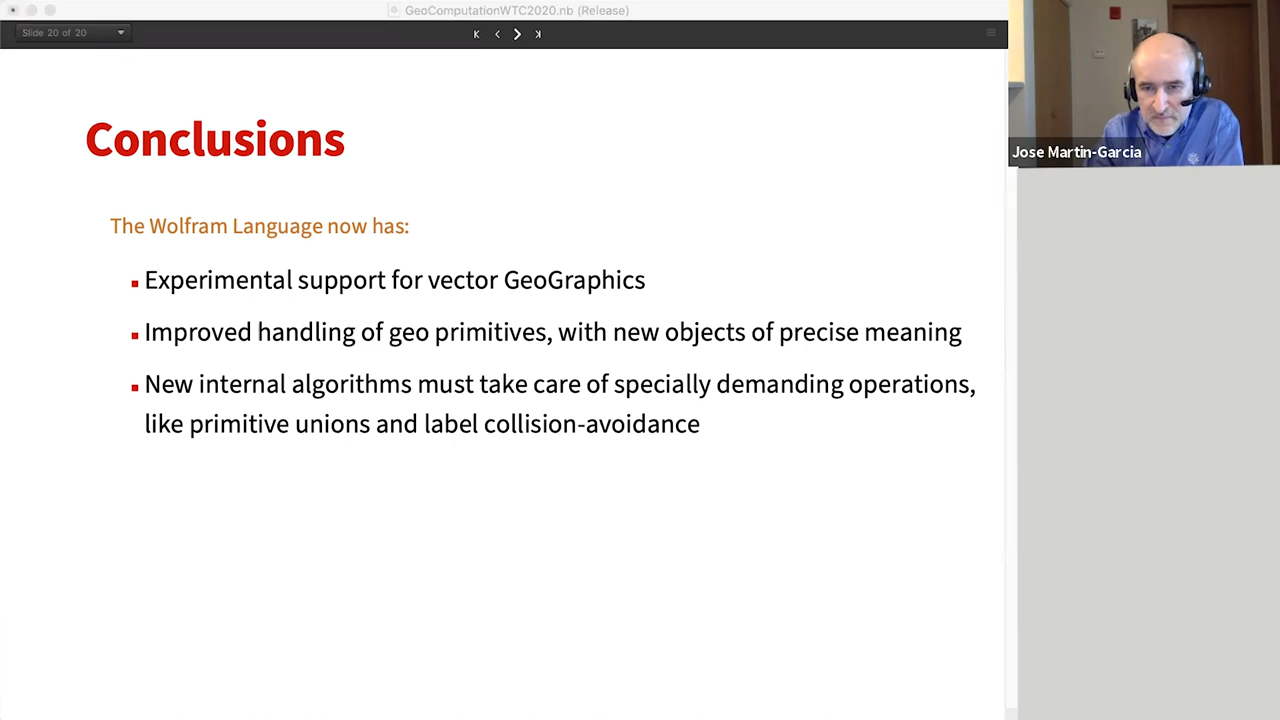 GeoComputationWTC2020.nb (Release)
Slide 20 of 20
Conclusions
The Wolfram Language now has:
Experimental support for vector GeoGraphics
Improved handling of geo primitives, with new objects of precise meaning
New internal algorithms must take care of specially demanding operations,
like primitive unions and label collision-avoidance
Jose Martin-Garcia